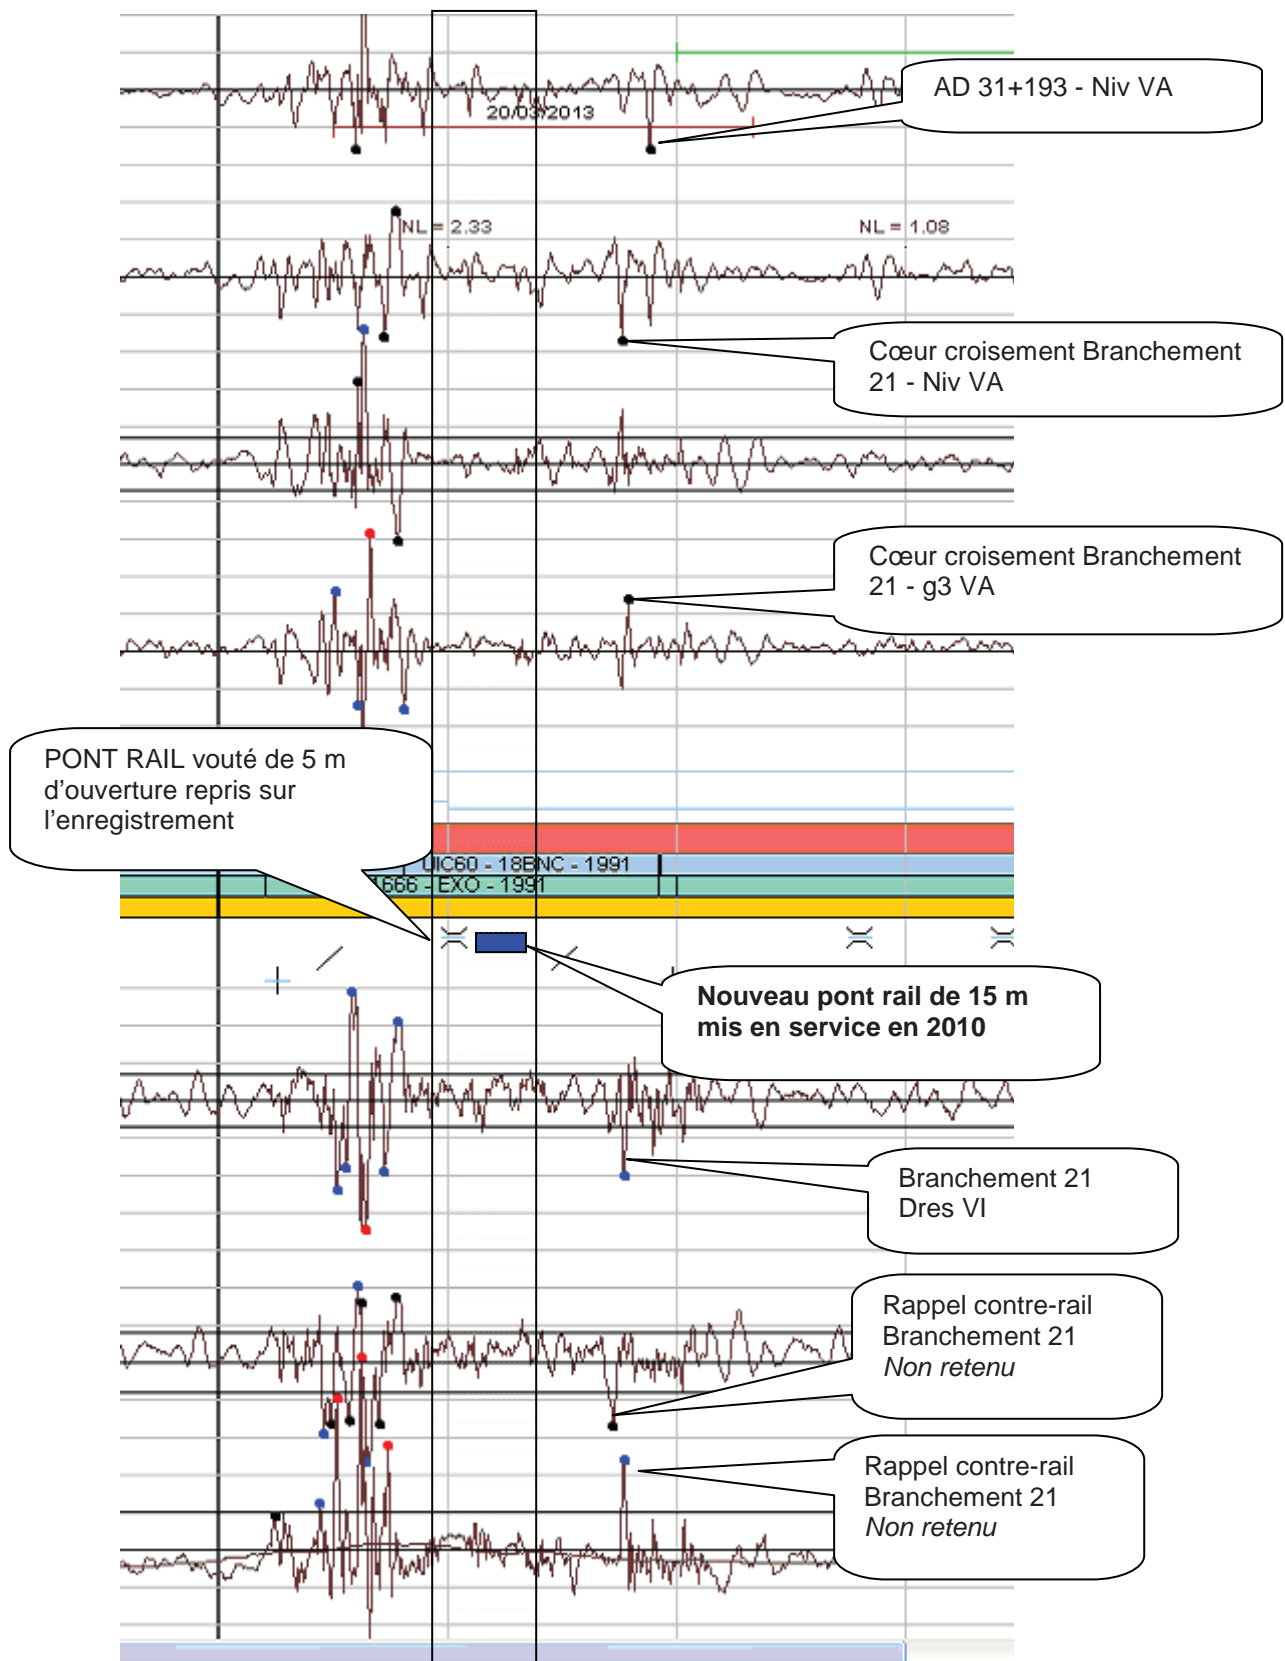 AD 31+193 - Niv VA
20/03/2013
NL = 2.33
NL = 1.08
Cœur croisement Branchement
21 - Niv VA
Cœur croisement Branchement
21 - g3 VA
PONT RAIL vouté de 5 m
d'ouverture repris sur
l'enregistrement
UIC60 - 18BNC - 1991
1666 - EXO - 1991
Nouveau pont rail de 15 m
mis en service en 2010
Branchement 21
Dres VI
Rappel contre-rail
Branchement 21
Non retenu
Rappel contre-rail
Branchement 21
Non retenu